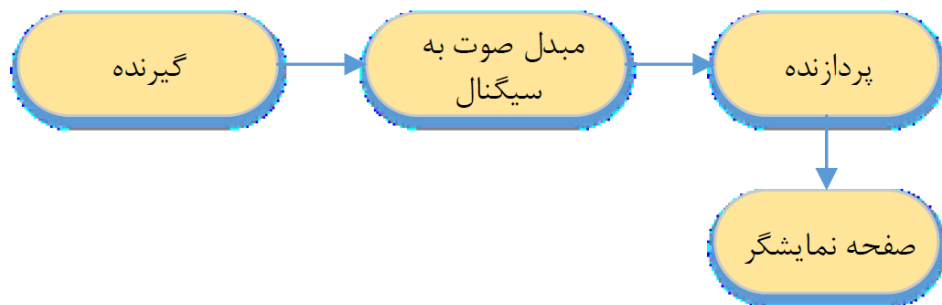 گیرنده
مبدل صوت به
سیگنال
پردازنده
صفحه نمایشگر